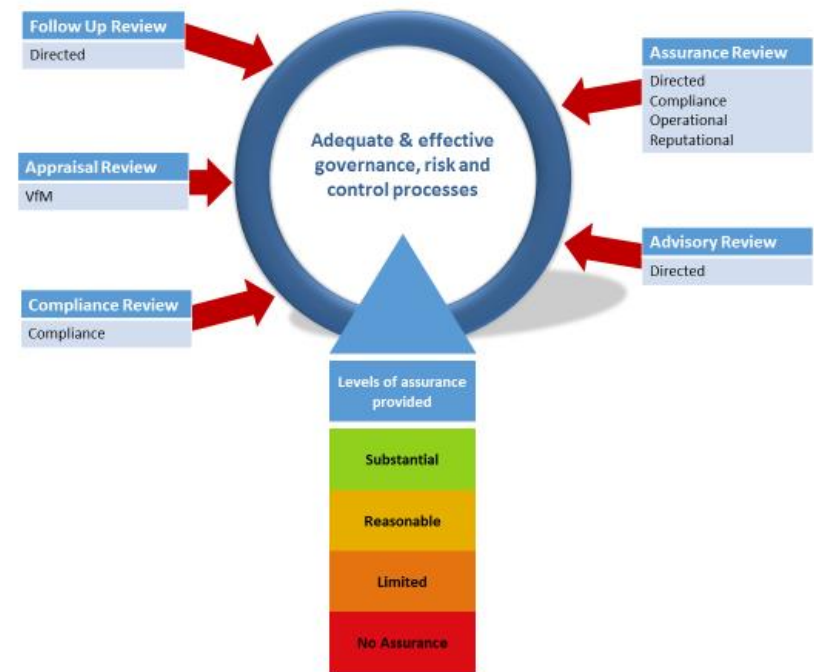 Follow Up Review
Directed
Assurance Review
Directed
Compliance
Operational
Reputational
Adequate & effective
governance, risk and
control processes
Appraisal Review
VfM
Advisory Review
Directed
Compliance Review
Compliance
Levels of assurance
provided
Substantial
Reasonable
Limited
No Assurance